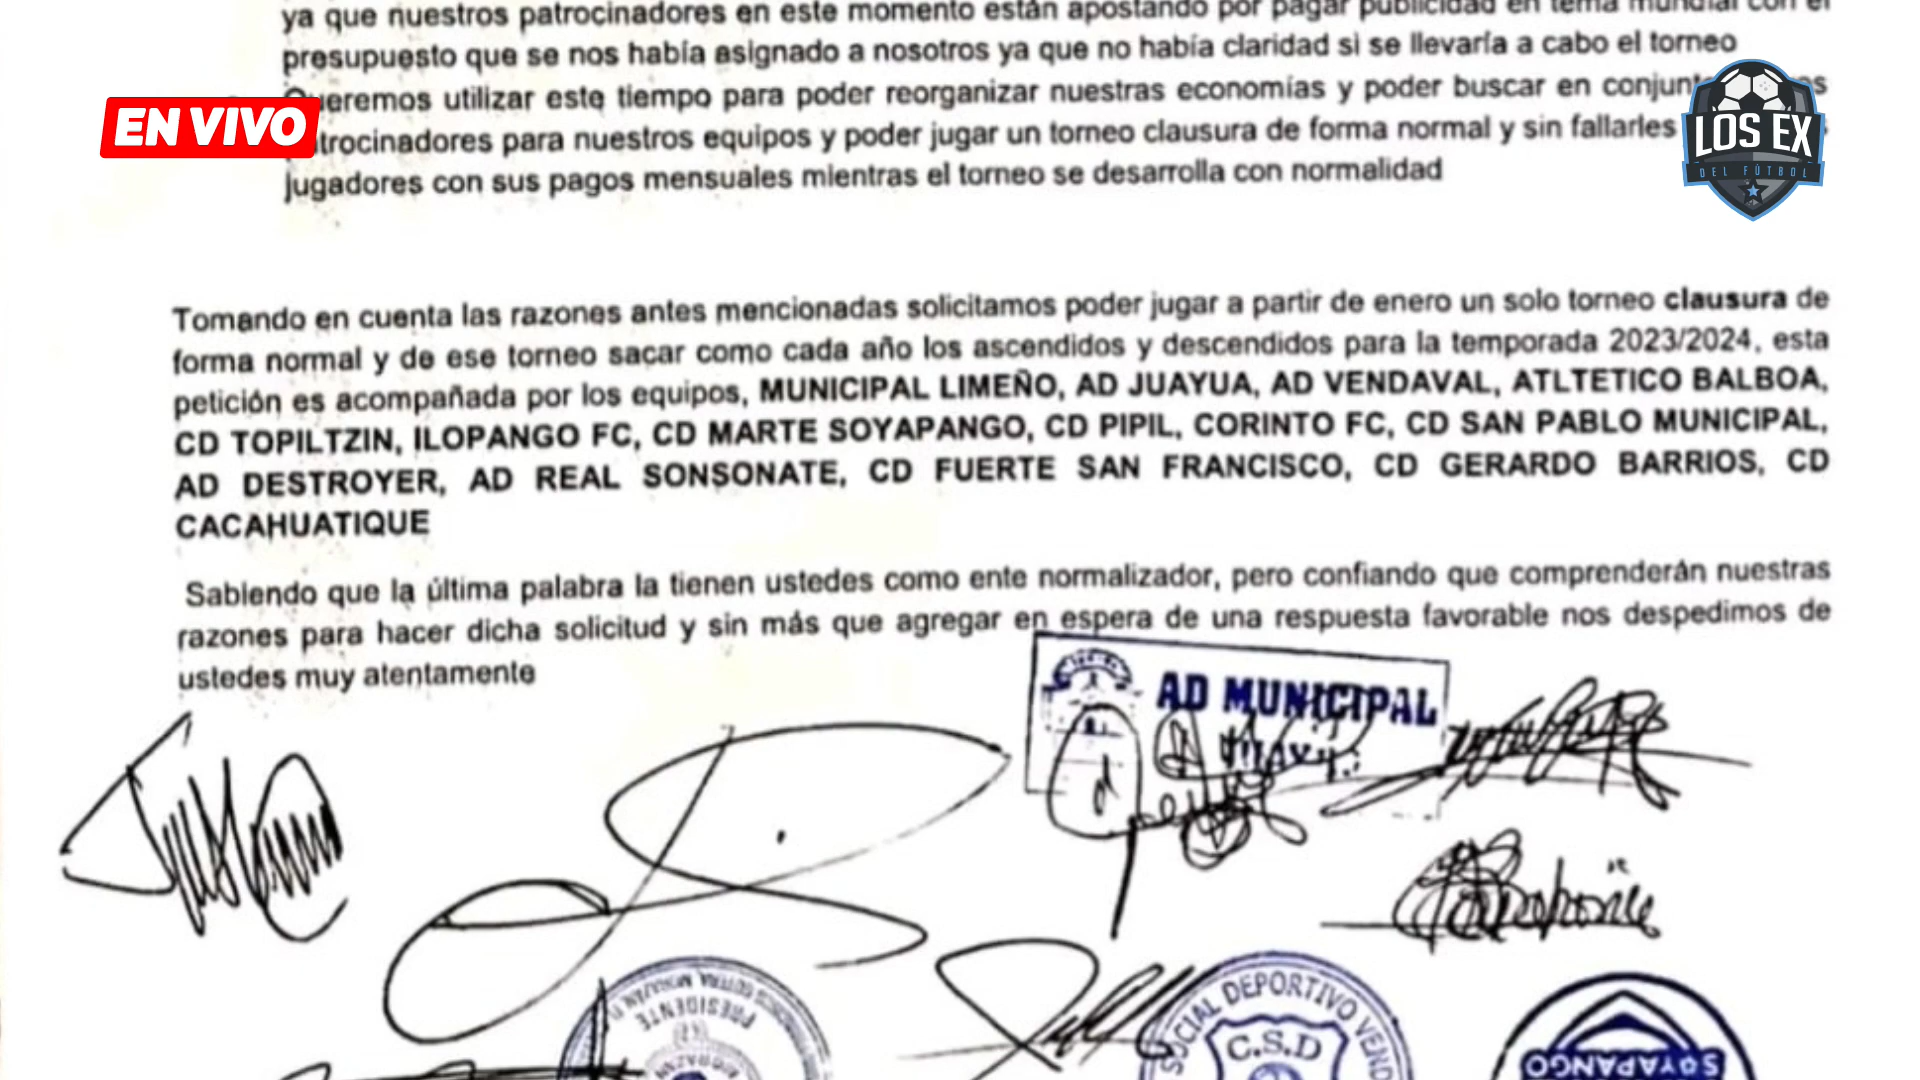 ya que nuestros patrocinadores en este momento están apostando por pagar publicidad en tema mundial con el
presupuesto que se nos había asignado a nosotros ya que no había claridad si se llevaría a cabo el torneo
Queremos utilizar este tiempo para poder reorganizar nuestras economías y poder buscar en
EN VIVO
LOS EX
DEL FÚTBOL
para nuestros equipos y poder jugar un torneo clausura de forma normal y sin fallarles
jugadores con sus pagos mensuales mientras el torneo se desarrolla con normalidad
Tomando en cuenta las razones antes mencionadas solicitamos poder jugar a partir de enero un solo torneo clausura de
forma normal y de ese torneo sacar como cada año los ascendidos y descendidos para la temporada 2023/2024, esta
petición es acompañada por los equipos, MUNICIPAL LIMEÑO, AD JUAYUA, AD VENDAVAL, ATLTETICO BALBOA,
CD TOPILTZIN, ILOPANGO FC, CD MARTE SOYAPANGO, CD PIPIL, CORINTO FC, CD SAN PABLO MUNICIPAL,
AD DESTROYER, AD REAL SONSONATE, CD FUERTE SAN FRANCISCO, CD GERARDO BARRIOS, CD
CACAHUATIQUE
Sabiendo que la última palabra la tienen ustedes como ente normalizador, pero confiando que comprenderán nuestras
razones para hacer dicha solicitud y sin más que agregar en espera de una respuesta favorable nos despedimos de
ustedes muy atentamente
AD MUNICIPAL
PRESIDENTE
SOCIAL DEPORTIVO
C.S.D
SOYAPANGO